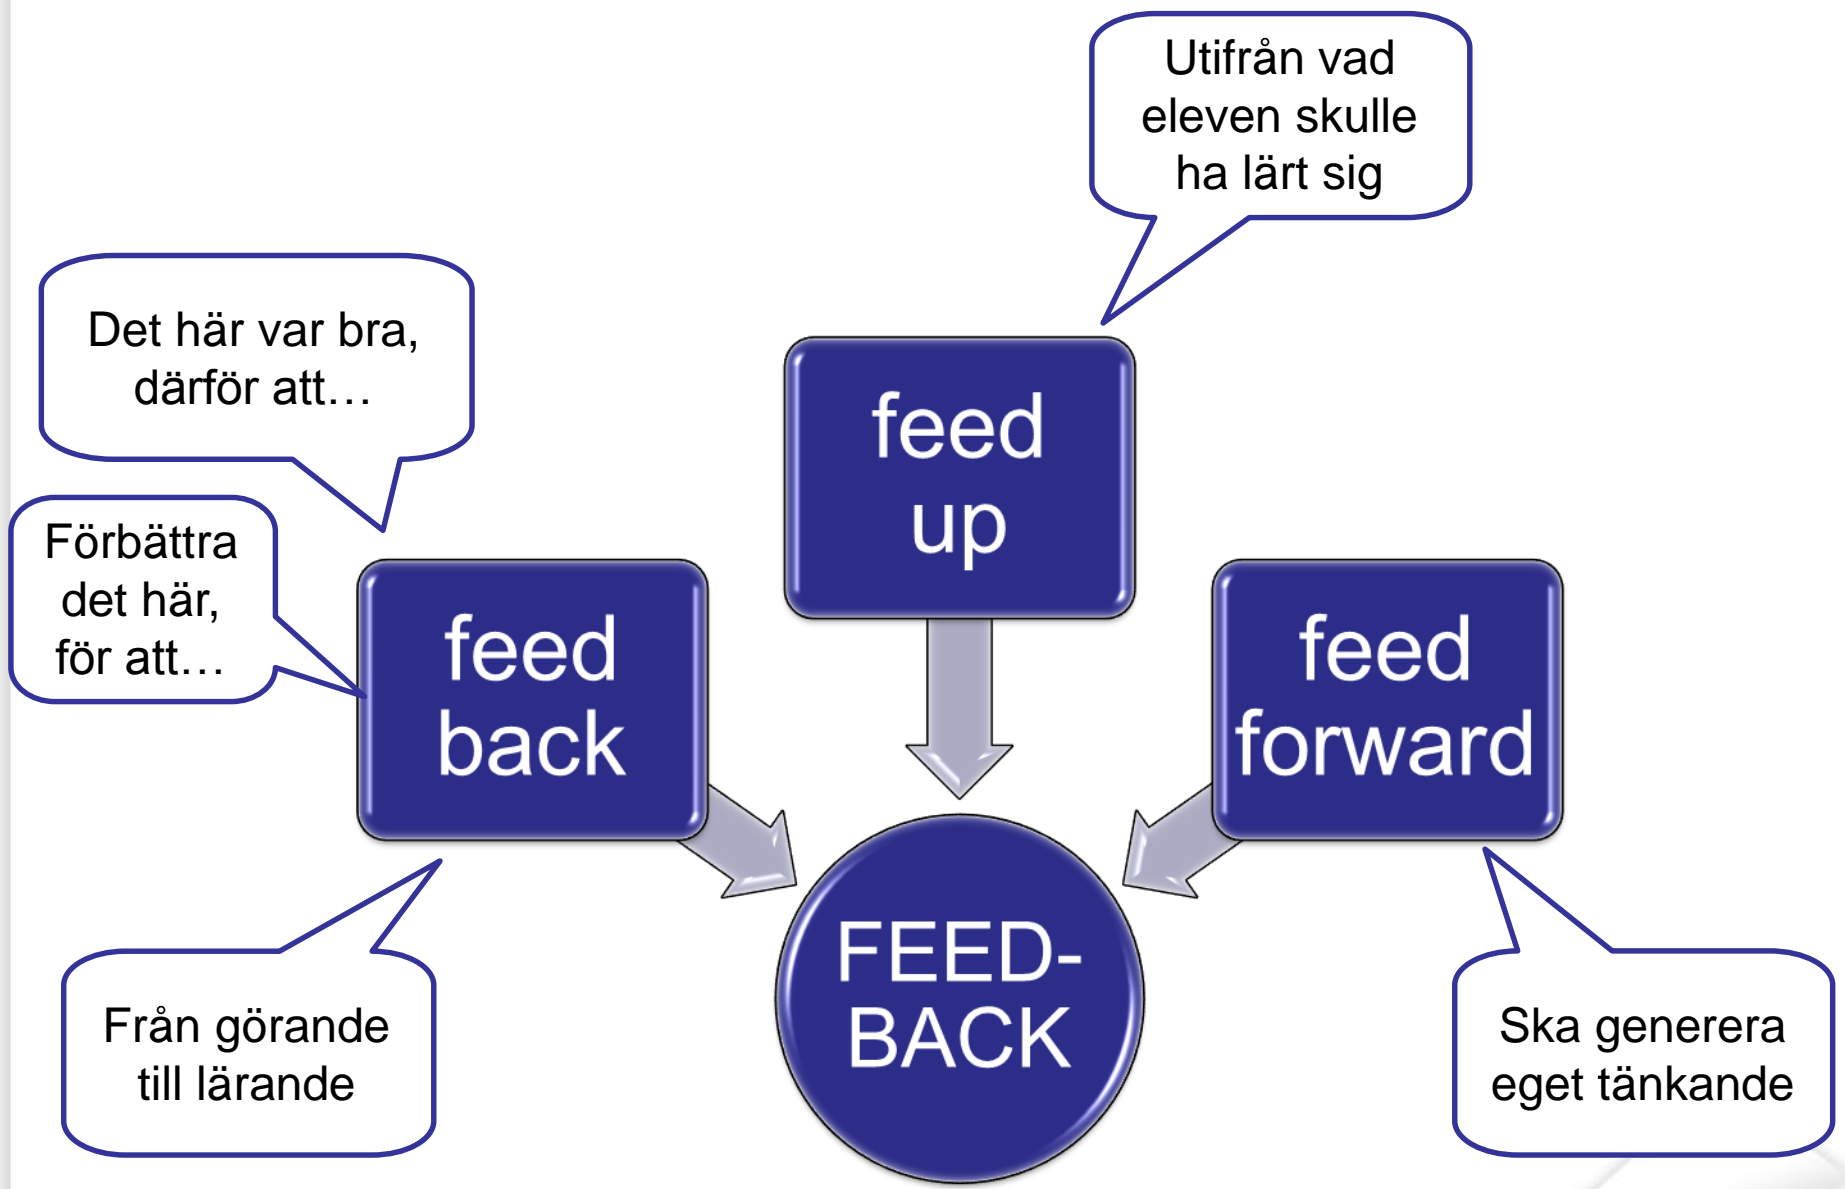 Utifrån vad
eleven skulle
ha lärt sig
Det här var bra,
därför att…
Förbättra
det här,
för att…
feed
up
feed
back
feed
forward
FEED-
BACK
Från görande
till lärande
Ska generera
eget tänkande